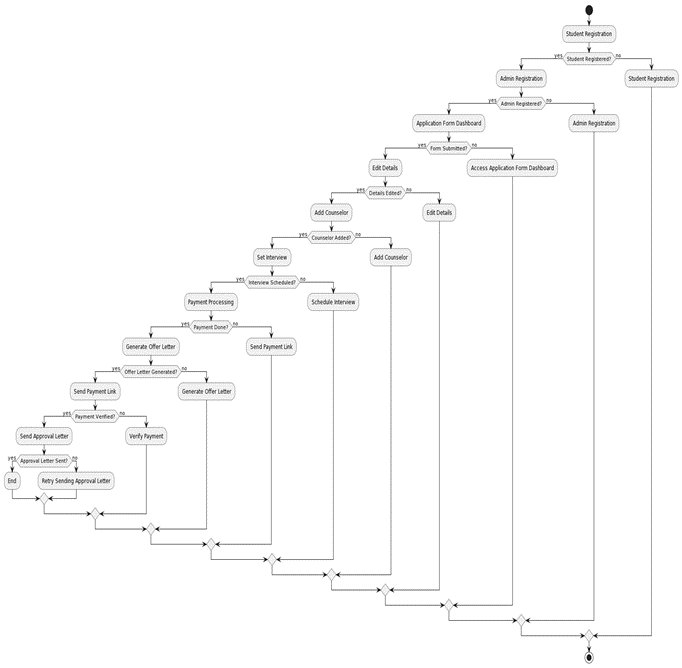 Student Registration
yes Student Registered? no
Admin Registration Student Registration
yes Admin Registered? no
Application Form Dashboard Admin Registration
yes Form Submitted? no
Edit Details Access Application Form Dashboard
yes Details Edited? no
Add Counselor Edit Details
yes Counselor Added? no
Set Interview Add Counselor
yes Interview Scheduled? no
Payment Processing Schedule Interview
yes Payment Done? no
Generate Offer Letter Send Payment Link
yes Offer Letter Generated? no
Send Payment Link Generate Offer Letter
yes Payment Verified? no
Send Approval Letter Verify Payment
yes Approval Letter Sent? no
End Retry Sending Approval Letter